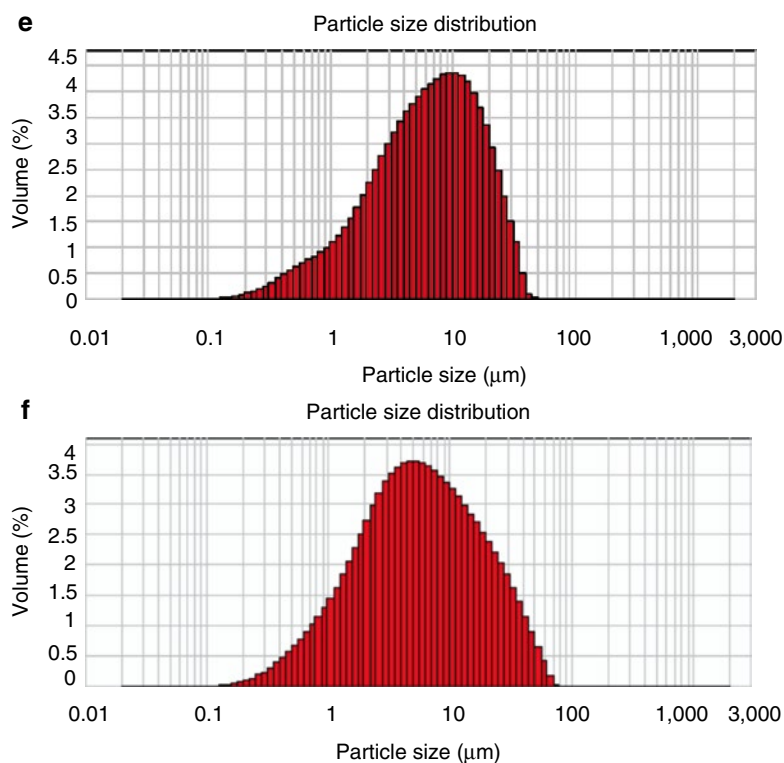 e
Particle size distribution
Volume (%)
4.5
4
3.5
3
2.5
2
1.5
1
0.5
0
0.01 0.1 1 10 100 1,000 3,000
Particle size (μm)
f
Particle size distribution
Volume (%)
4
3.5
3
2.5
2
1.5
1
0.5
0
0.01 0.1 1 10 100 1,000 3,000
Particle size (μm)